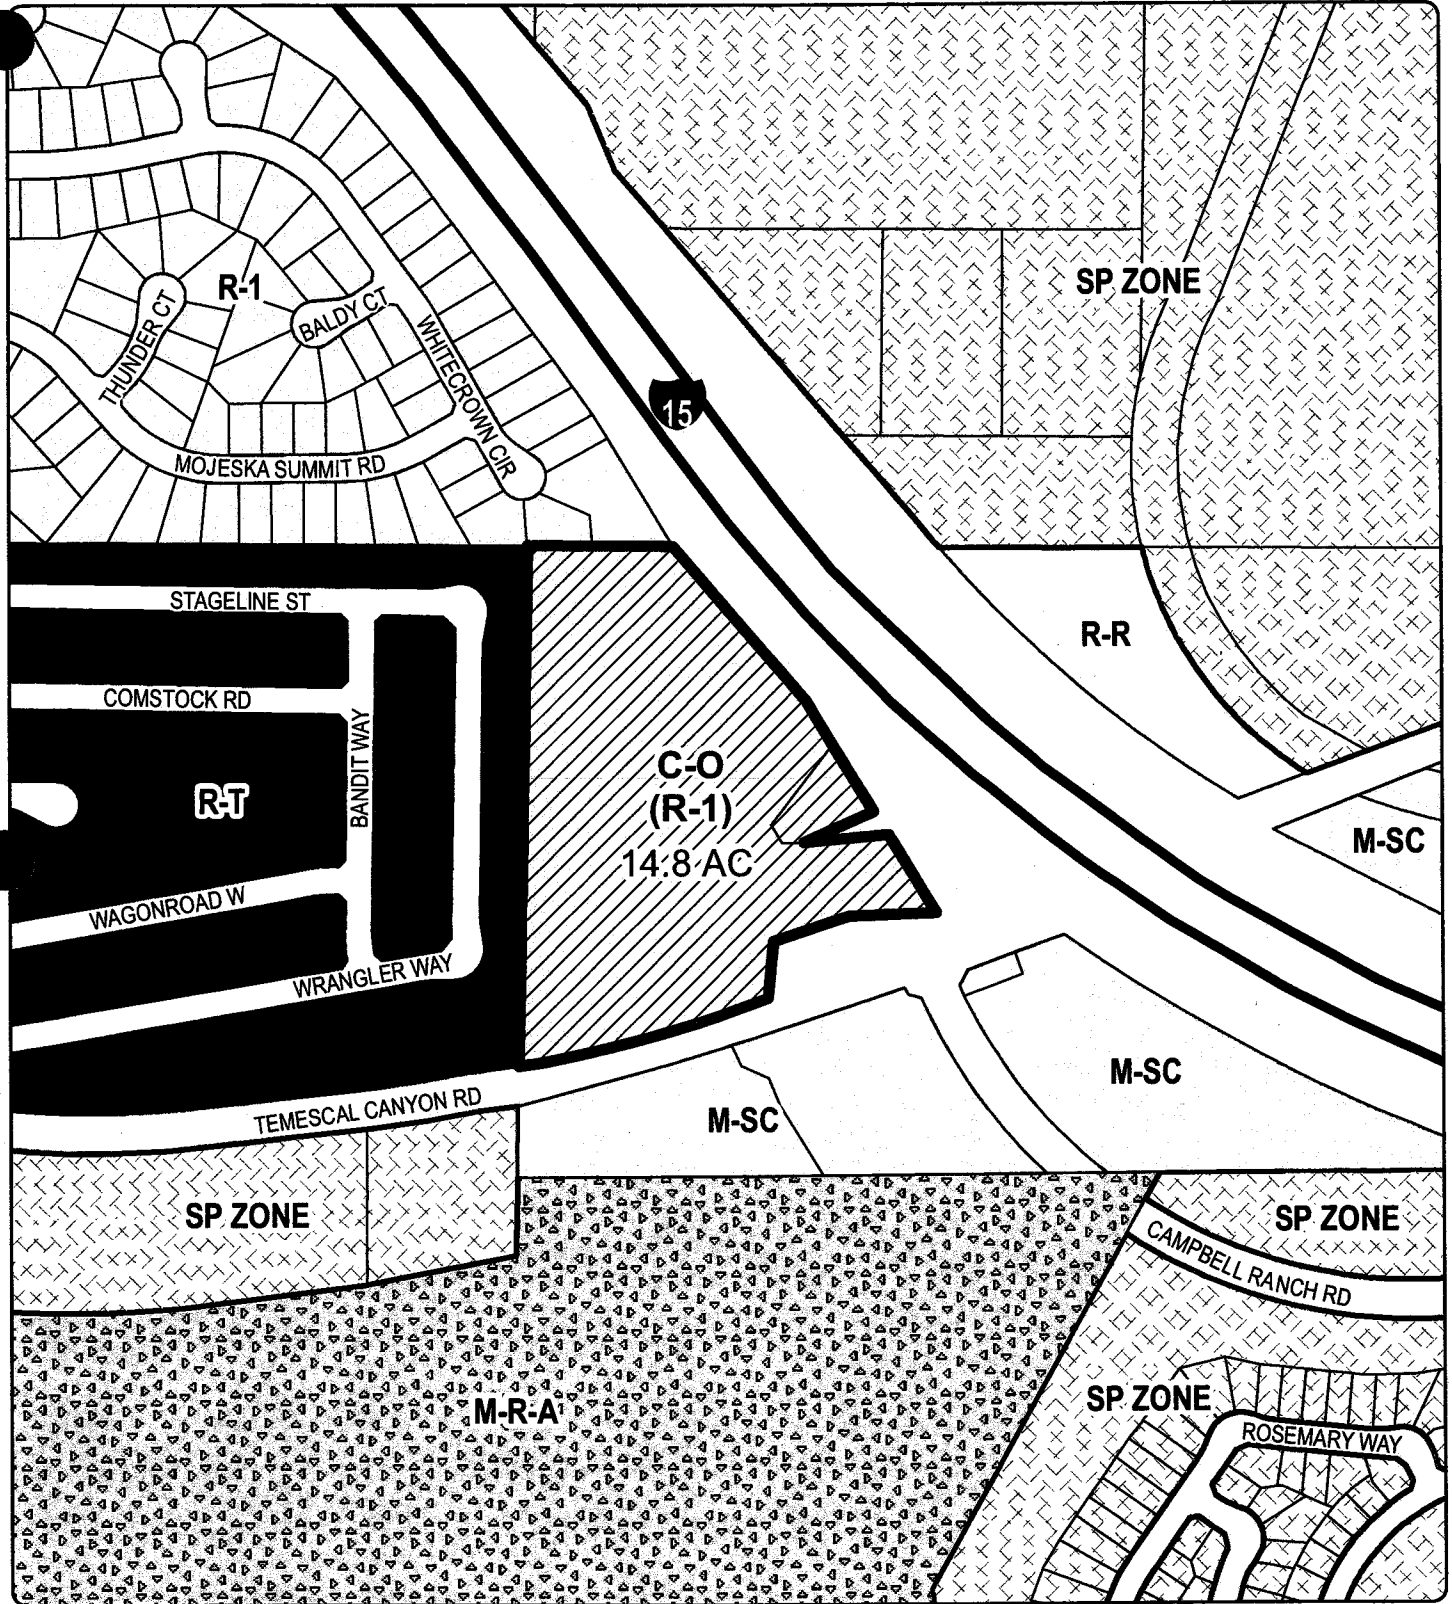 R-1
THUNDER CT
BALDY CT
WHITECROWN CIR
MOJESKA SUMMIT RD
15
SP ZONE
STAGELINE ST
COMSTOCK RD
BANDIT WAY
R-T
WAGONROAD W
WRANGLER WAY
C-O
(R-1)
14.8 AC
R-R
M-SC
TEMESCAL CANYON RD
M-SC
M-SC
SP ZONE
SP ZONE
CAMPBELL RANCH RD
M-R-A
SP ZONE
ROSEMARY WAY